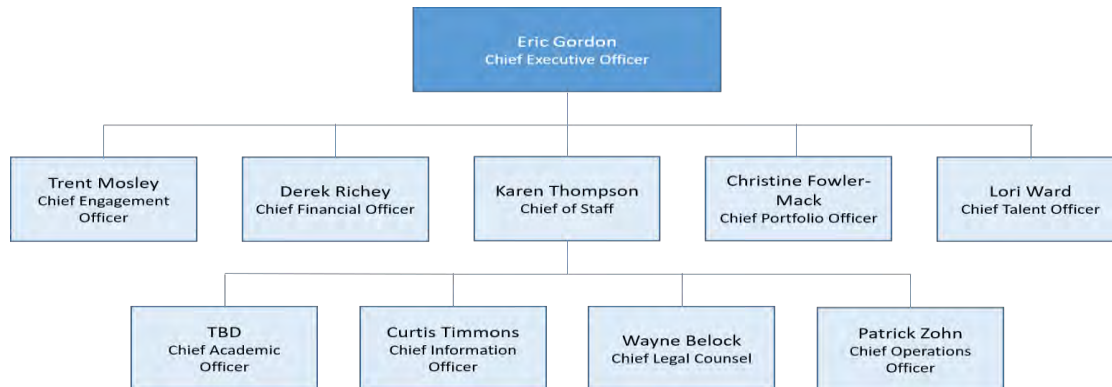 Eric Gordon
Chief Executive Officer
Trent Mosley
Chief Engagement
Officer
Derek Richey
Chief Financial Officer
Karen Thompson
Chief of Staff
Christine Fowler-
Mack
Chief Portfolio Officer
Lori Ward
Chief Talent Officer
TBD
Chief Academic
Officer
Curtis Timmons
Chief Information
Officer
Wayne Belock
Chief Legal Counsel
Patrick Zohn
Chief Operations
Officer